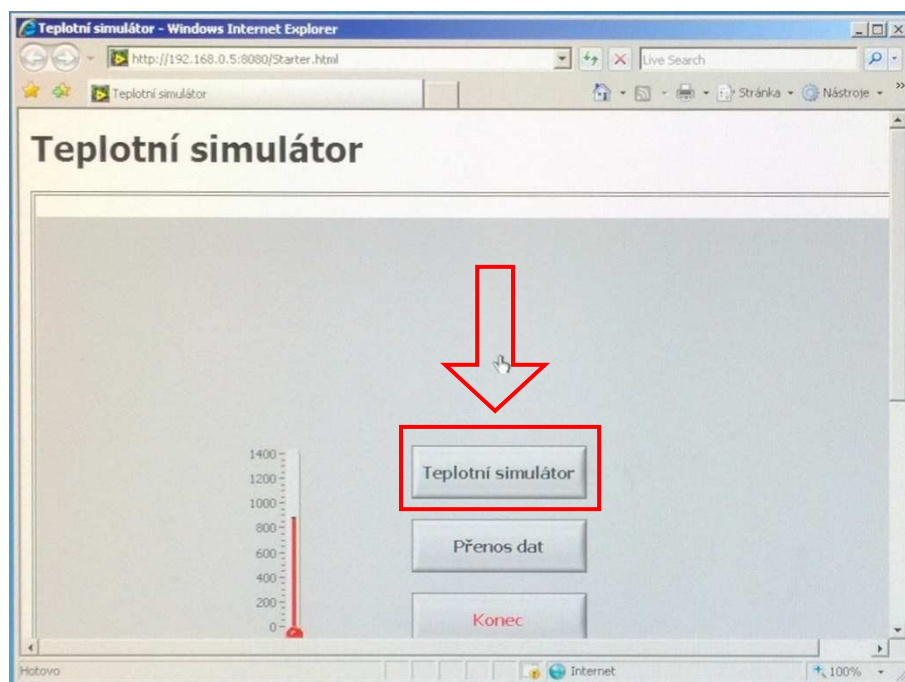 Teplotní simulátor - Windows Internet Explorer
http://192.168.0.5:8080/Starter.html
Live Search
Teplotní simulátor
Stránka
Nástroje
Teplotní simulátor
1400
1200
1000
800
600
400
200
0
Teplotní simulátor
Přenos dat
Konec
Hotovo
Internet
100%